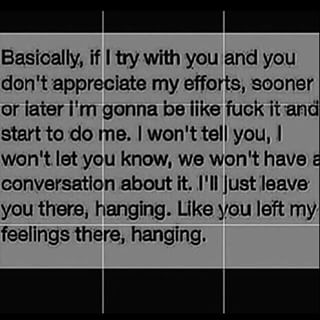 Basically, if I try with you and you
don't appreciate my efforts, sooner
or later I'm gonna be like fuck it and
start to do me. I won't tell you, I
won't let you know, we won't have a
conversation about it. I'll just leave
you there, hanging. Like you left my
feelings there, hanging.